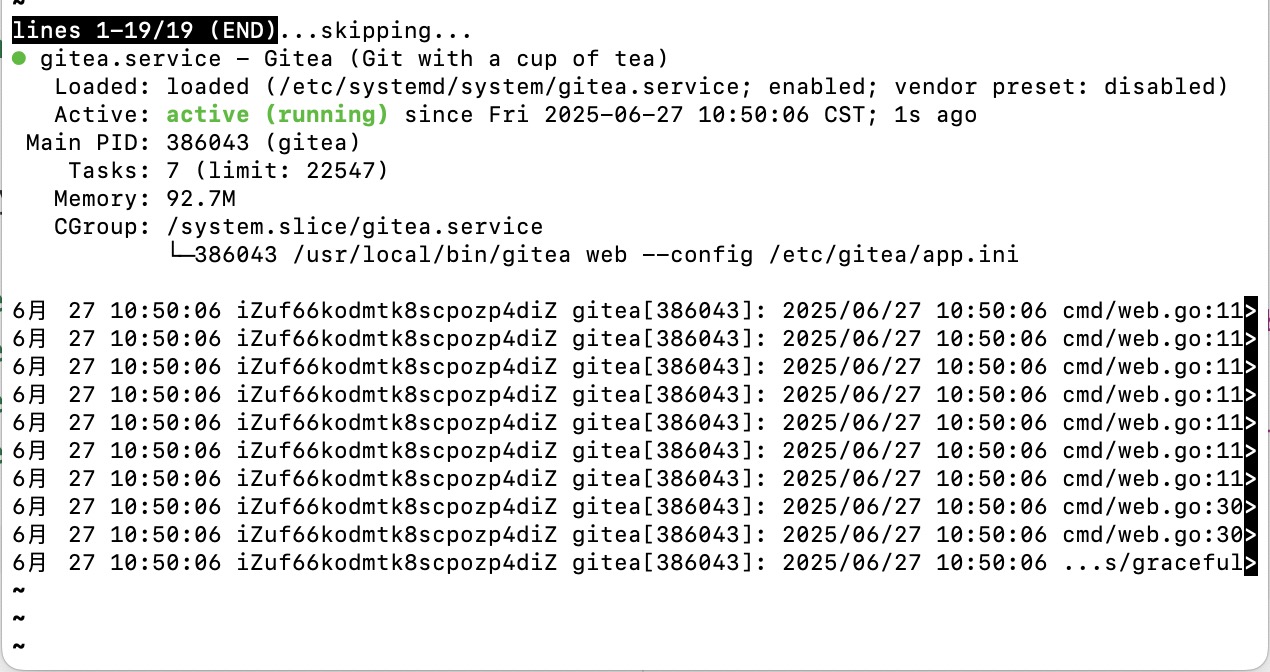 ~
lines 1-19/19 (END)...skipping...
● gitea.service - Gitea (Git with a cup of tea)
   Loaded: loaded (/etc/systemd/system/gitea.service; enabled; vendor preset: disabled)
   Active: active (running) since Fri 2025-06-27 10:50:06 CST; 1s ago
 Main PID: 386043 (gitea)
    Tasks: 7 (limit: 22547)
   Memory: 92.7M
   CGroup: /system.slice/gitea.service
           └─386043 /usr/local/bin/gitea web --config /etc/gitea/app.ini
6月 27 10:50:06 iZuf66kodmtk8scpozp4diZ gitea[386043]: 2025/06/27 10:50:06 cmd/web.go:11>
6月 27 10:50:06 iZuf66kodmtk8scpozp4diZ gitea[386043]: 2025/06/27 10:50:06 cmd/web.go:11>
6月 27 10:50:06 iZuf66kodmtk8scpozp4diZ gitea[386043]: 2025/06/27 10:50:06 cmd/web.go:11>
6月 27 10:50:06 iZuf66kodmtk8scpozp4diZ gitea[386043]: 2025/06/27 10:50:06 cmd/web.go:11>
6月 27 10:50:06 iZuf66kodmtk8scpozp4diZ gitea[386043]: 2025/06/27 10:50:06 cmd/web.go:11>
6月 27 10:50:06 iZuf66kodmtk8scpozp4diZ gitea[386043]: 2025/06/27 10:50:06 cmd/web.go:11>
6月 27 10:50:06 iZuf66kodmtk8scpozp4diZ gitea[386043]: 2025/06/27 10:50:06 cmd/web.go:11>
6月 27 10:50:06 iZuf66kodmtk8scpozp4diZ gitea[386043]: 2025/06/27 10:50:06 cmd/web.go:30>
6月 27 10:50:06 iZuf66kodmtk8scpozp4diZ gitea[386043]: 2025/06/27 10:50:06 cmd/web.go:30>
6月 27 10:50:06 iZuf66kodmtk8scpozp4diZ gitea[386043]: 2025/06/27 10:50:06 ...s/graceful>
~
~
~